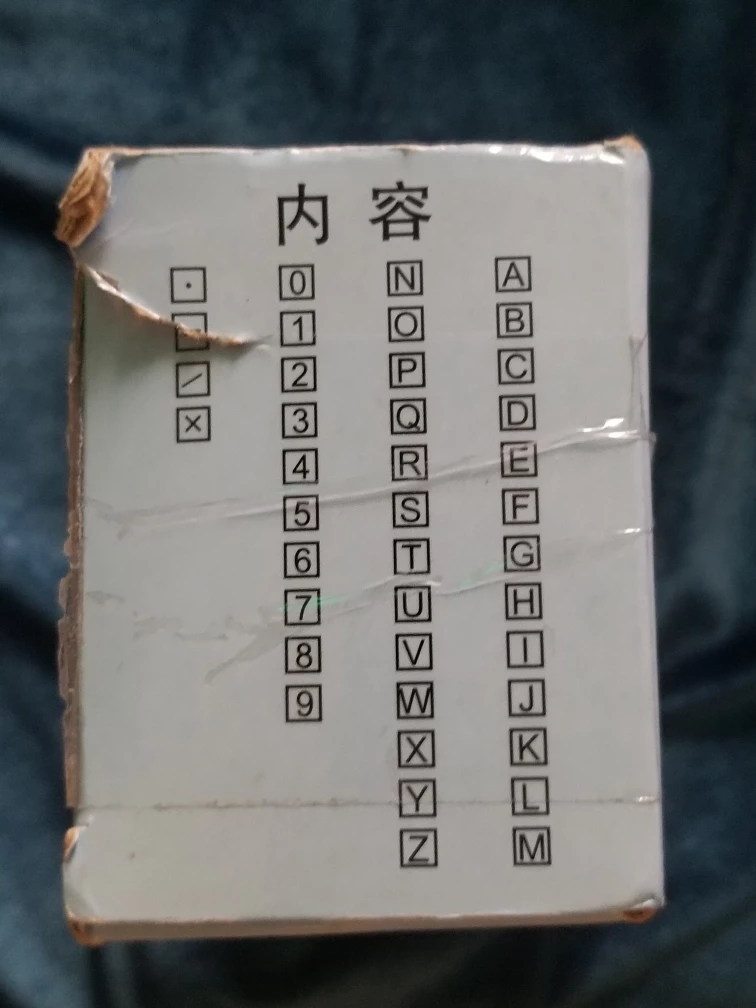 内容
A B C D E F G H I J K L M
N O P Q R S T U V W X Y Z
0 1 2 3 4 5 6 7 8 9
· / ×